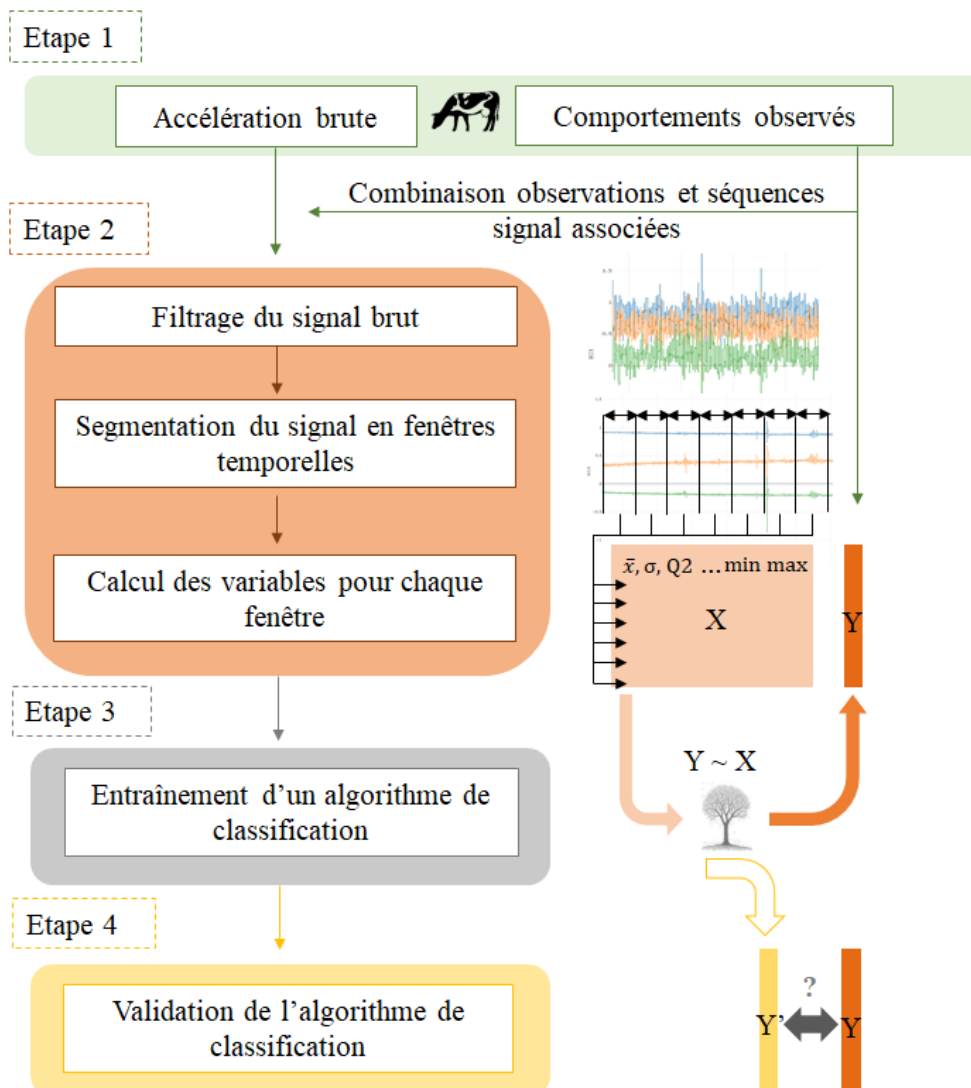 Etape 1
Accélération brute
Comportements observés
Combinaison observations et séquences
signal associées
Etape 2
Filtrage du signal brut
Segmentation du signal en fenêtres
temporelles
Calcul des variables pour chaque
fenêtre
x̄, σ, Q2 … min max
X
Y
Etape 3
Entraînement d’un algorithme de
classification
Y ~ X
Etape 4
Validation de l’algorithme de
classification
?
Y’
Y